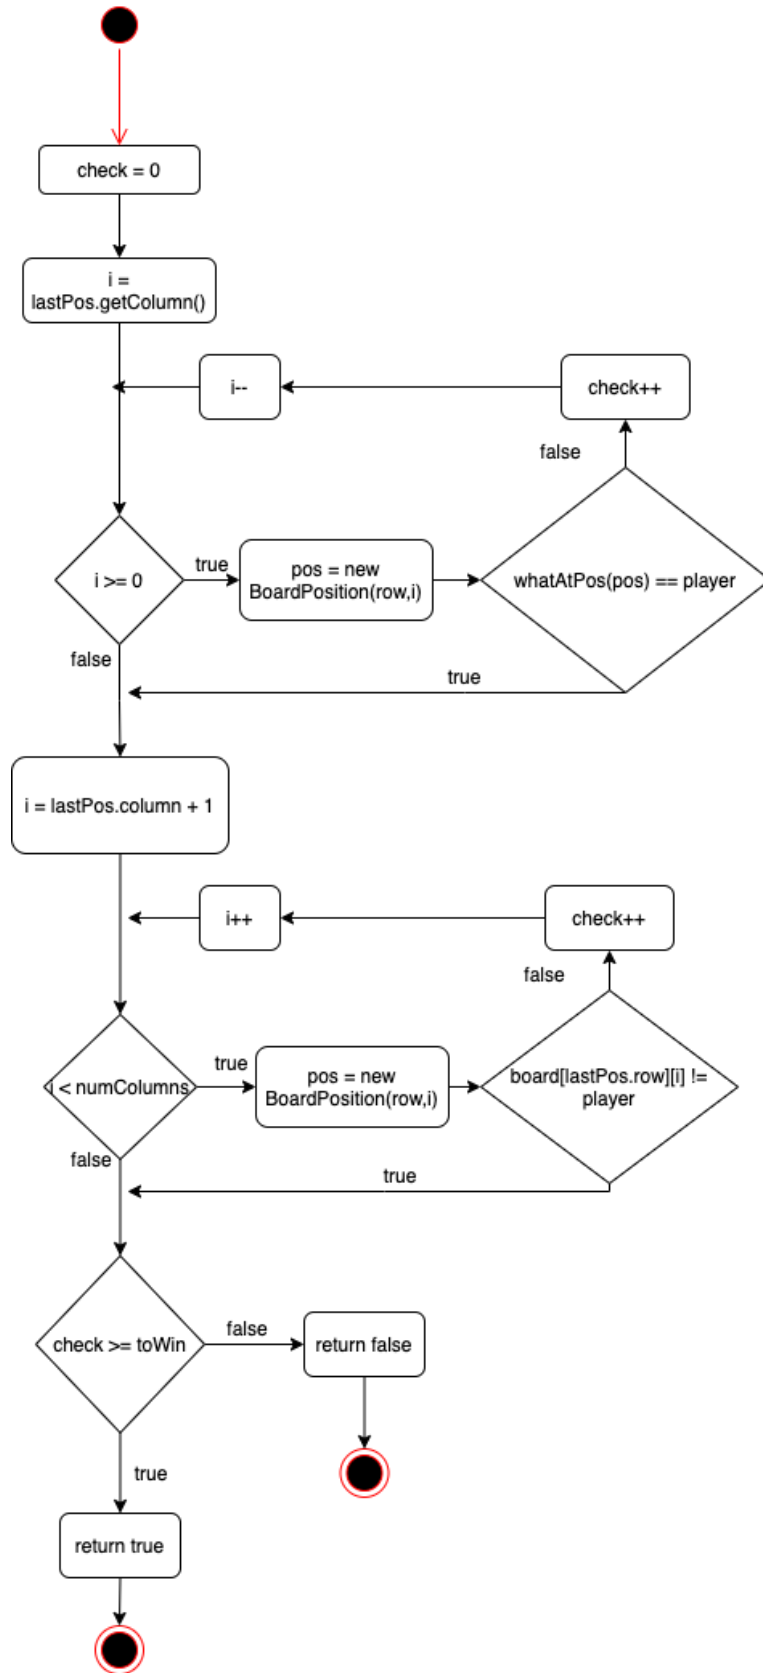 check = 0
i =
lastPos.getColumn()
i--
check++
false
i >= 0
true
pos = new
BoardPosition(row,i)
whatAtPos(pos) == player
false
true
i = lastPos.column + 1
i++
check++
false
i < numColumns
true
pos = new
BoardPosition(row,i)
board[lastPos.row][i] !=
player
false
true
check >= toWin
false
return false
true
return true